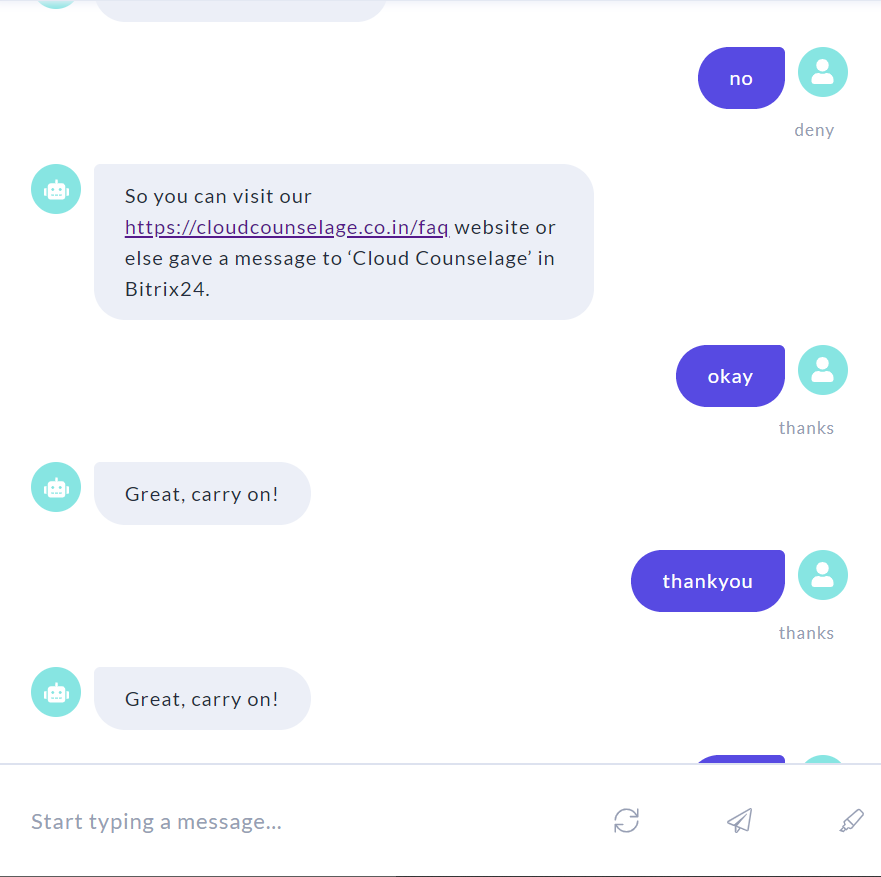 no
deny
So you can visit our
https://cloudcounselage.co.in/faq website or
else gave a message to ‘Cloud Counselage’ in
Bitrix24.
okay
thanks
Great, carry on!
thankyou
thanks
Great, carry on!
Start typing a message...